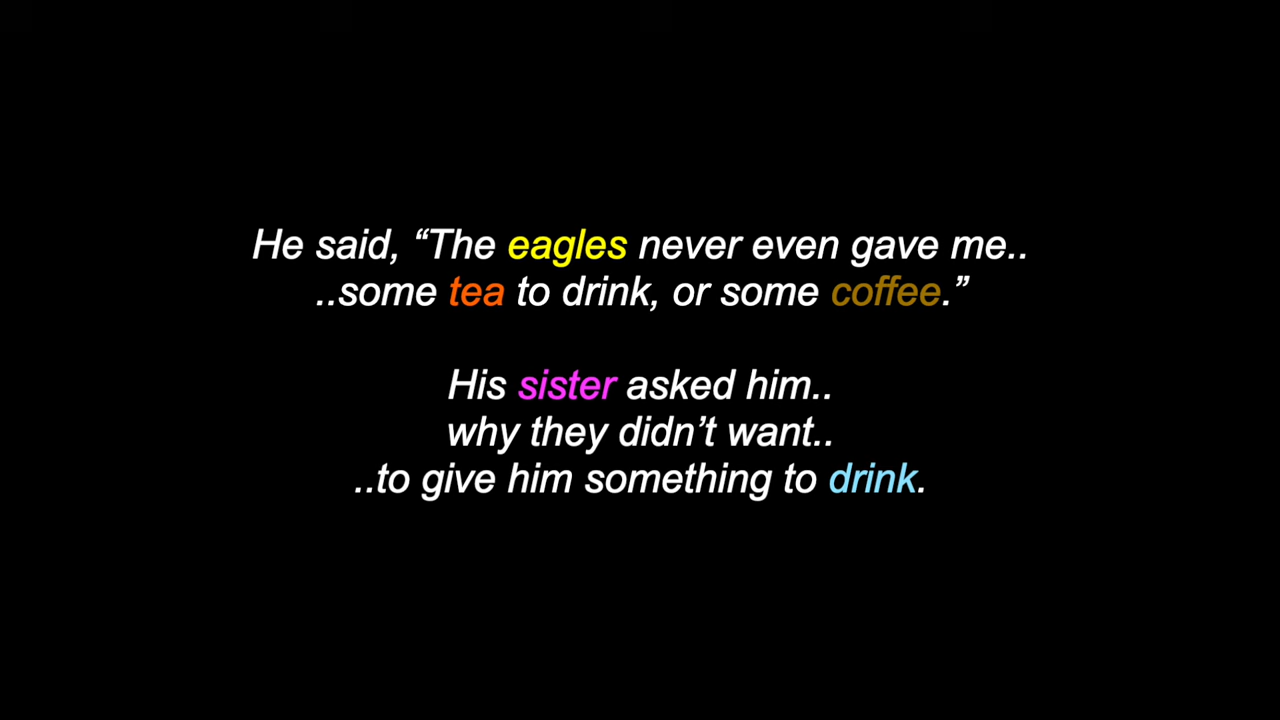 He said, “The eagles never even gave me..
..some tea to drink, or some coffee.”
His sister asked him..
why they didn’t want..
..to give him something to drink.